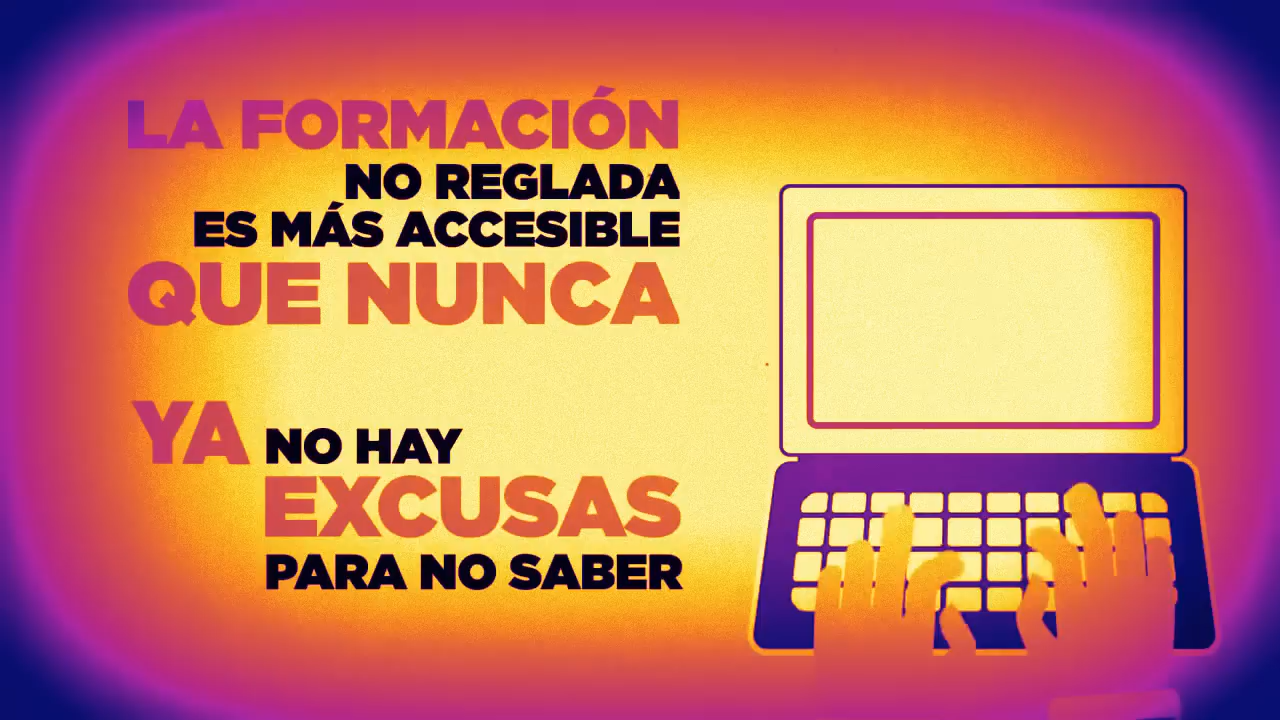 LA FORMACIÓN
NO REGLADA
ES MÁS ACCESIBLE
QUE NUNCA
YA NO HAY
EXCUSAS
PARA NO SABER